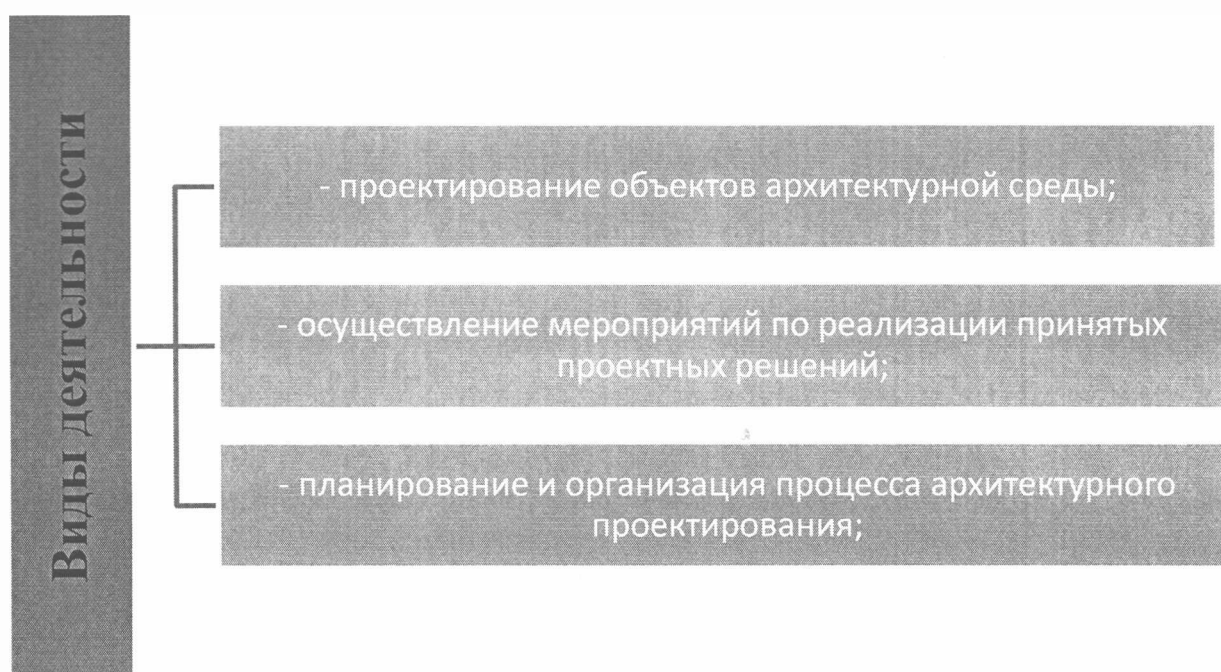 Виды деятельности
- проектирование объектов архитектурной среды;
- осуществление мероприятий по реализации принятых
проектных решений;
- планирование и организация процесса архитектурного
проектирования;